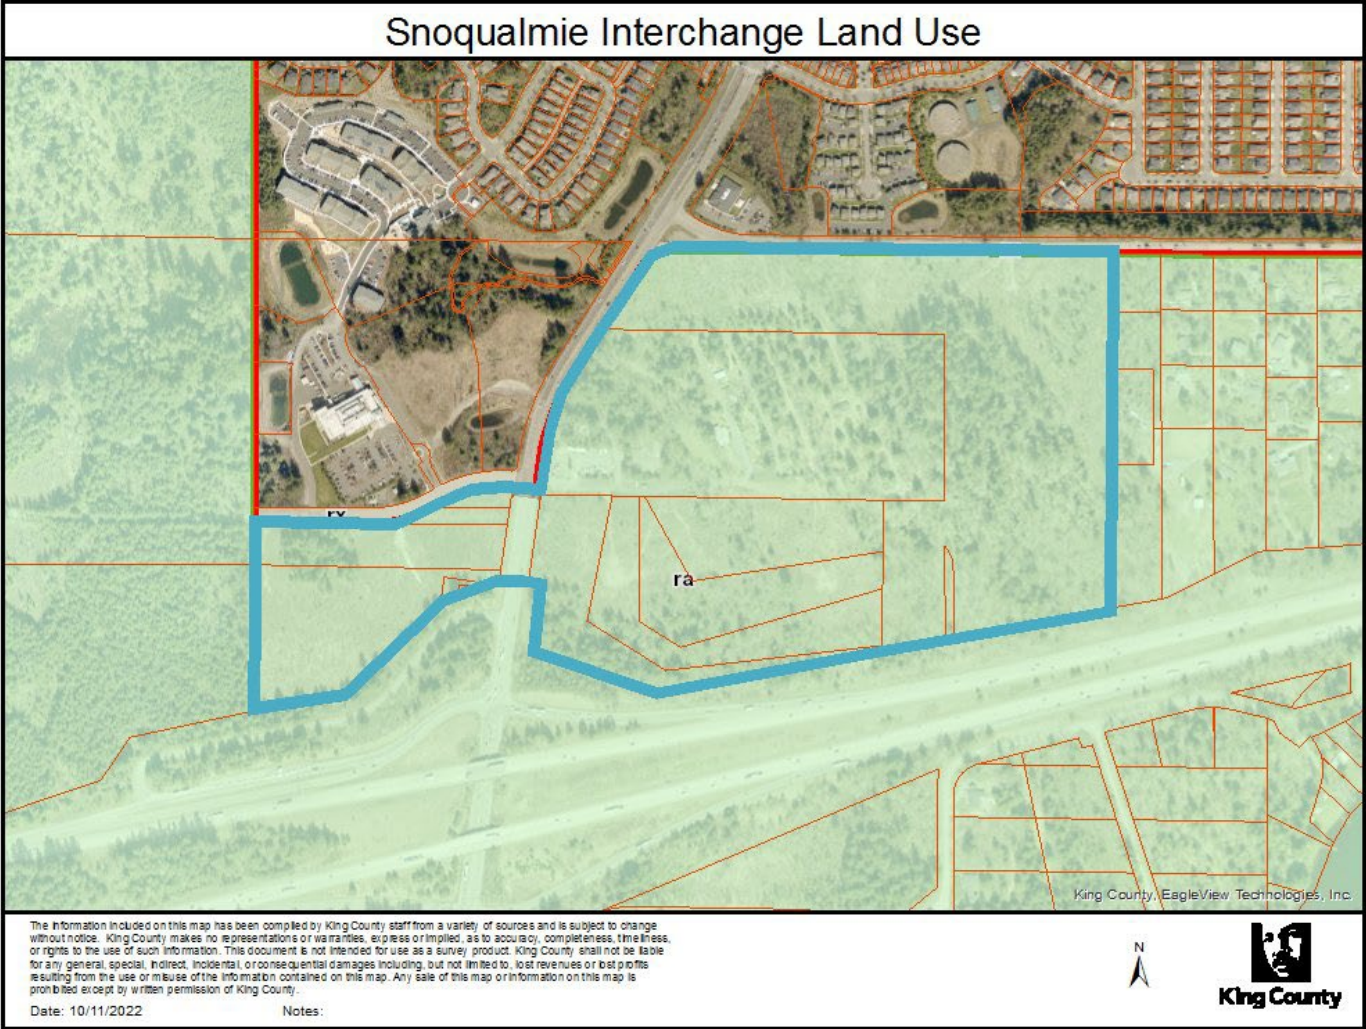 Snoqualmie Interchange Land Use
rx
ra
King County, EagleView Technologies, Inc.
The information included on this map has been compiled by King County staff from a variety of sources and is subject to change
without notice. King County makes no representations or warranties, express or implied, as to accuracy, completeness, timeliness,
or rights to the use of such information. This document is not intended for use as a survey product. King County shall not be liable
for any general, special, indirect, incidental, or consequential damages including, but not limited to, lost revenues or lost profits
resulting from the use or misuse of the information contained on this map. Any sale of this map or information on this map is
prohibited except by written permission of King County.
Date: 10/11/2022 Notes:
N
King County